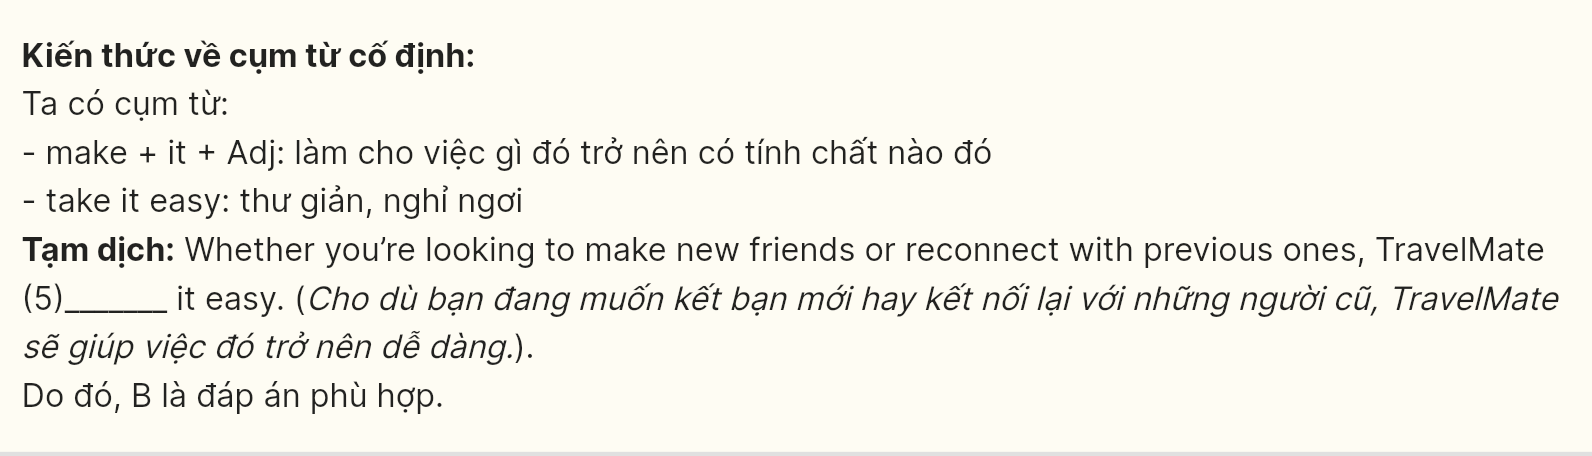 Kiến thức về cụm từ cố định:
Ta có cụm từ:
- make + it + Adj: làm cho việc gì đó trở nên có tính chất nào đó
- take it easy: thư giản, nghỉ ngơi
Tạm dịch: Whether you’re looking to make new friends or reconnect with previous ones, TravelMate
(5)_______ it easy. (Cho dù bạn đang muốn kết bạn mới hay kết nối lại với những người cũ, TravelMate
sẽ giúp việc đó trở nên dễ dàng.).
Do đó, B là đáp án phù hợp.